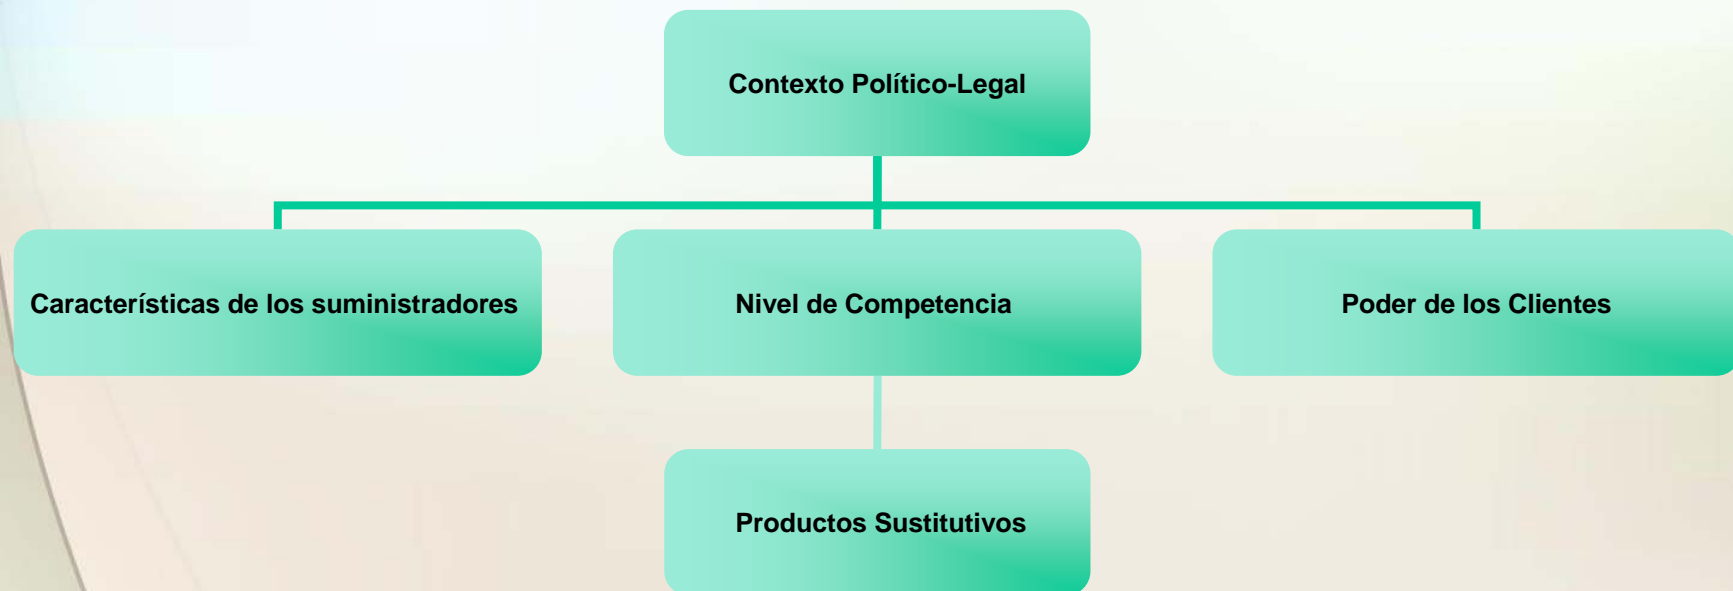 Contexto Político-Legal
Características de los suministradores
Nivel de Competencia
Poder de los Clientes
Productos Sustitutivos